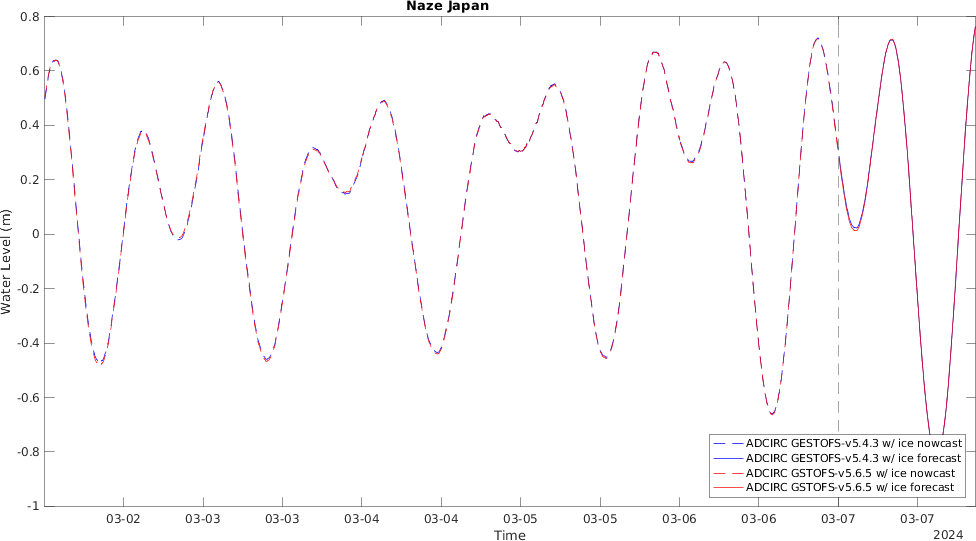 Naze Japan
Water Level (m)
0.8
0.6
0.4
0.2
0
-0.2
-0.4
-0.6
-0.8
-1
ADCIRC GESTOFS-v5.4.3 w/ ice nowcast
ADCIRC GESTOFS-v5.4.3 w/ ice forecast
ADCIRC GSTOFS-v5.6.5 w/ ice nowcast
ADCIRC GSTOFS-v5.6.5 w/ ice forecast
03-02 03-03 03-03 03-04 03-04 03-05 03-05 03-06 03-06 03-07 03-07
Time
2024